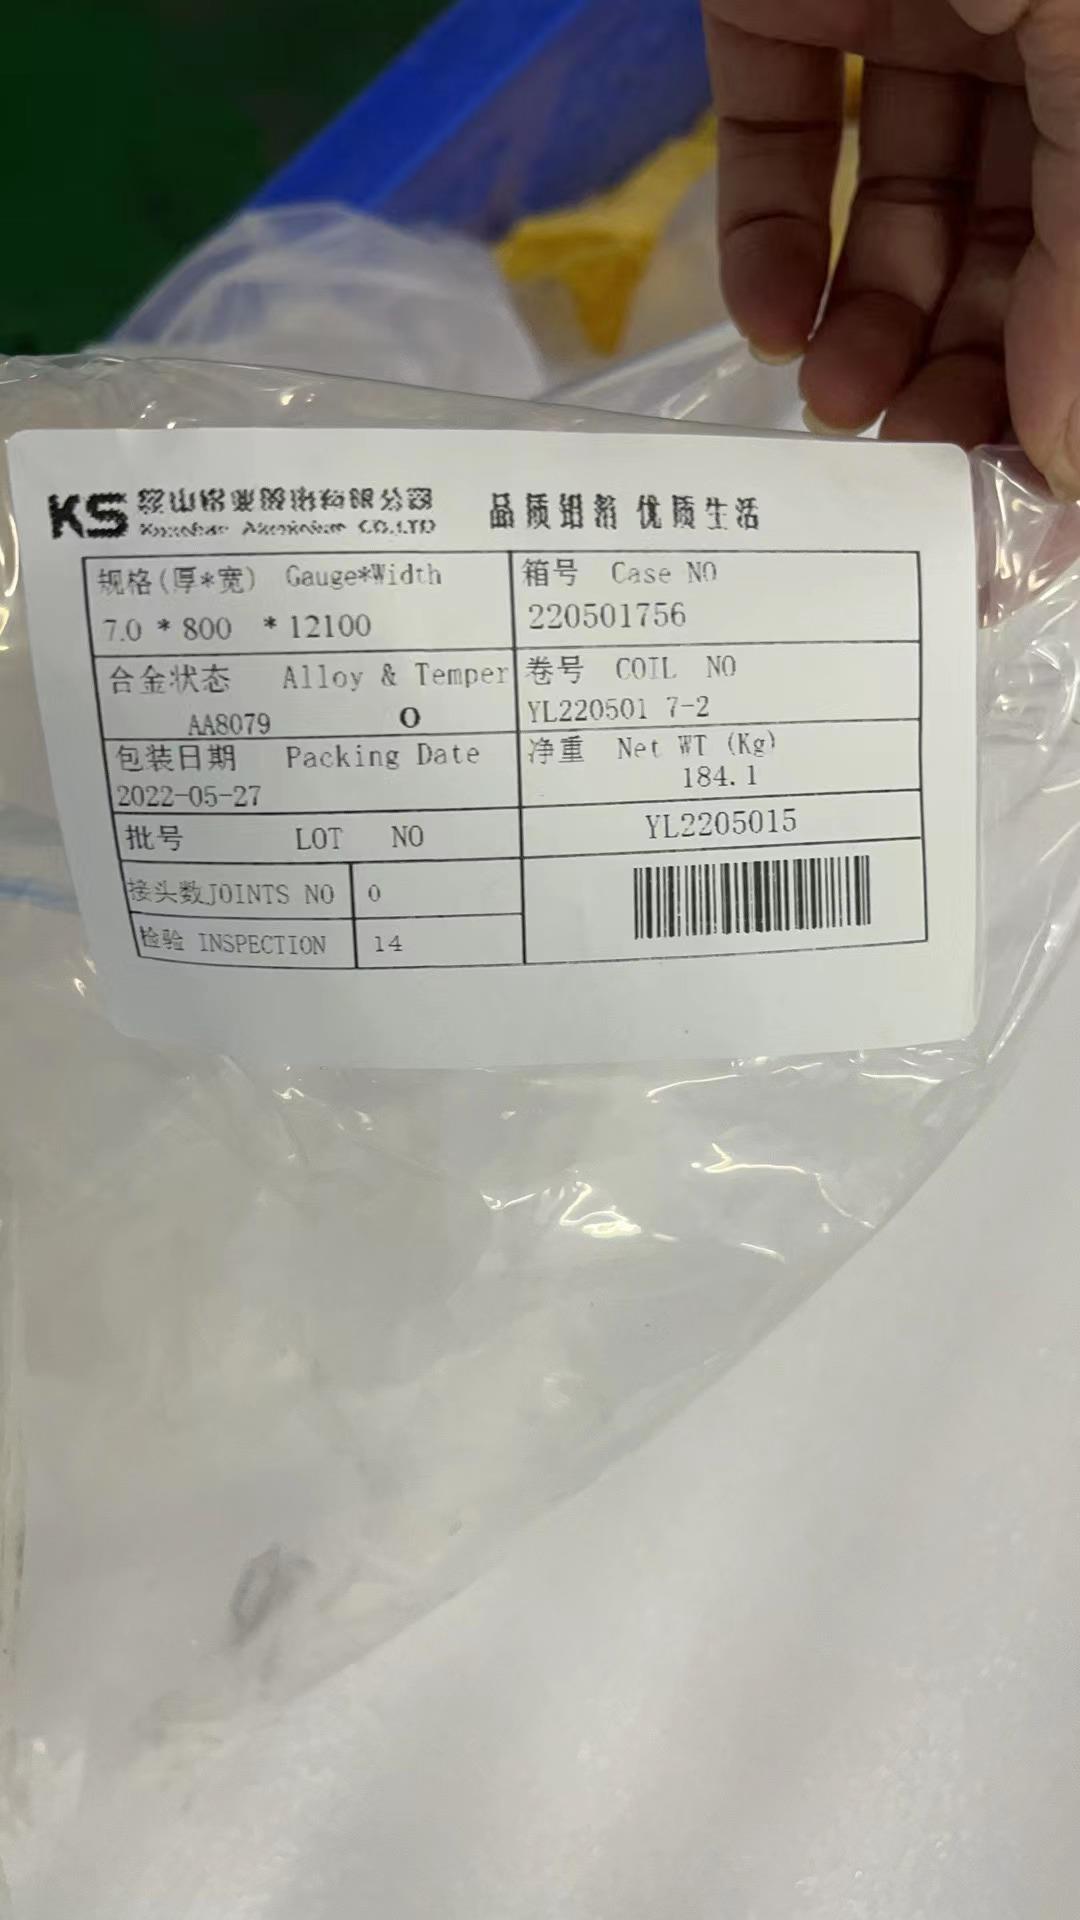 KS
CO.LTD
品质铝箔 优质生活
规格(厚*宽) Gauge*Width
7.0 * 800 * 12100
箱号 Case NO
220501756
合金状态 Alloy & Temper
AA8079 O
卷号 COIL NO
YL220501 7-2
包装日期 Packing Date
2022-05-27
净重 Net WT (Kg)
184.1
批号 LOT NO
YL2205015
接头数JOINTS NO 0
检验 INSPECTION 14